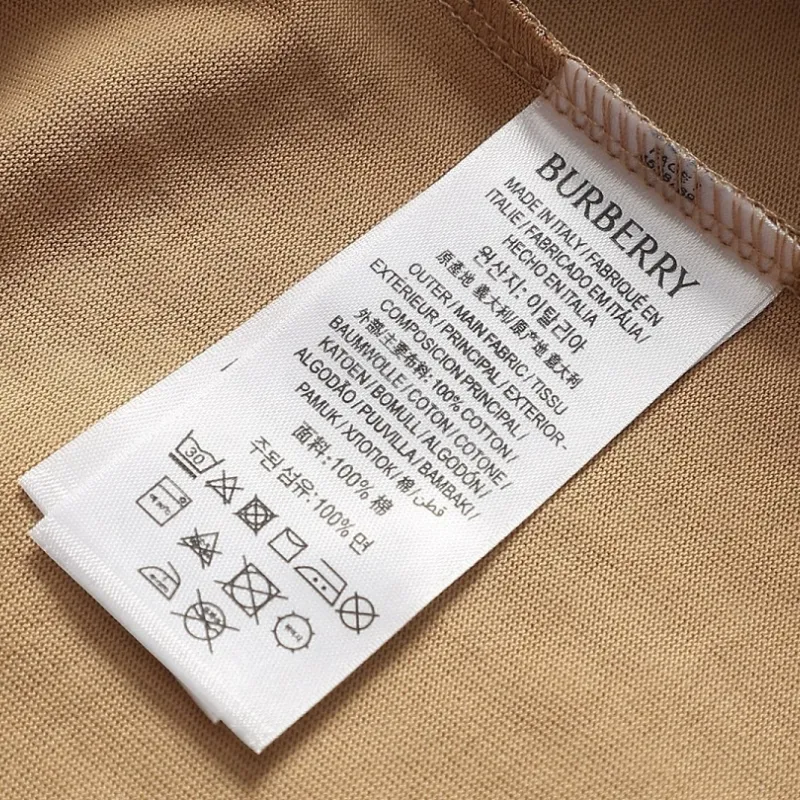 BURBERRY
MADE IN ITALY / FABRIQUÉ EN
ITALIE / FABRICADO EM ITÁLIA /
HECHO EN ITALIA
원산지: 이탈리아
原產地 義大利 / 原产地 意大利
OUTER / MAIN FABRIC / TISSU
EXTERIEUR / PRINCIPAL / EXTERIOR-
COMPOSICION PRINCIPAL /
外部 / 主要布料: 100% COTTON /
BAUMWOLLE / COTON / COTONE /
KATOEN / BOMULL / ALGODÓN /
ALGODÃO / PUUVILLA / BAMBAKI /
PAMUK / ХЛОПОК / 棉 / قطن
面料: 100% 棉
주된 섬유: 100% 면
30